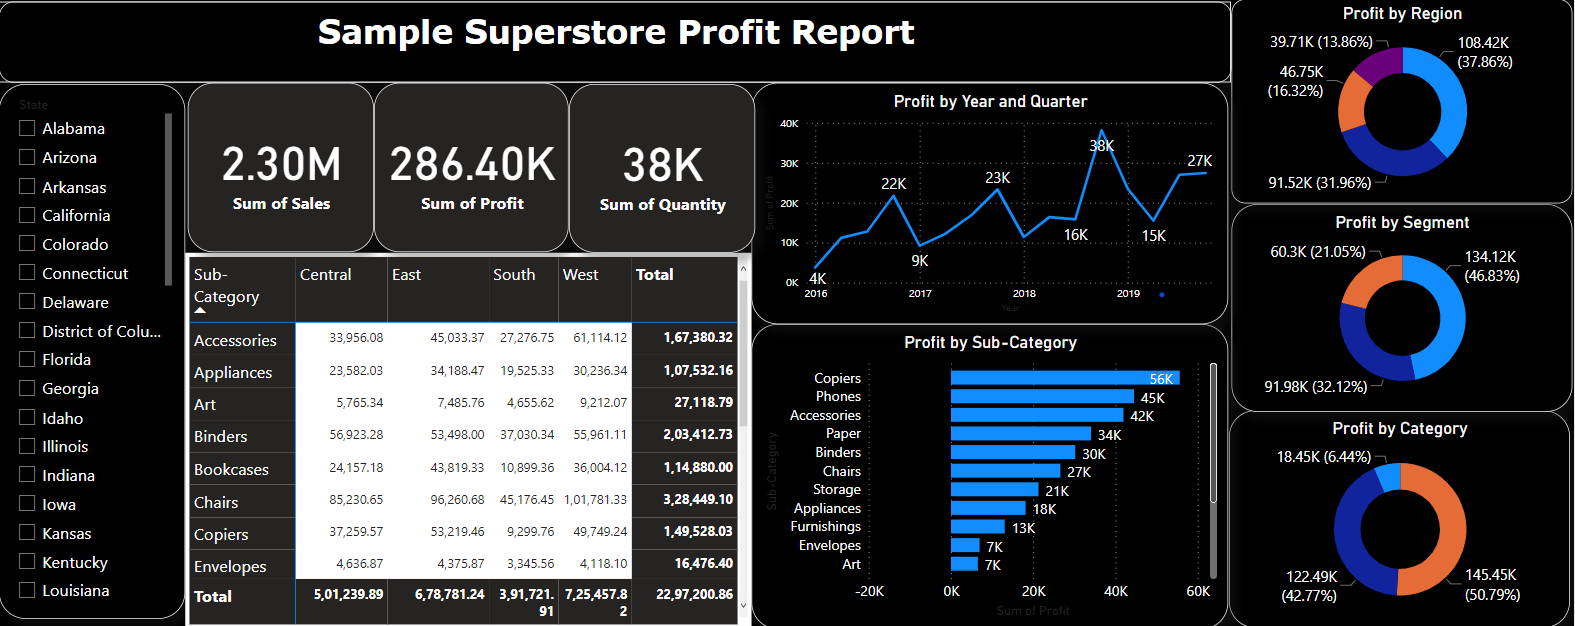 Sample Superstore Profit Report
State
Alabama
Arizona
Arkansas
California
Colorado
Connecticut
Delaware
District of Colu...
Florida
Georgia
Idaho
Illinois
Indiana
Iowa
Kansas
Kentucky
Louisiana
2.30M
Sum of Sales
286.40K
Sum of Profit
38K
Sum of Quantity
Sub-Category Central East South West Total
Accessories 33,956.08 45,033.37 27,276.75 61,114.12 1,67,380.32
Appliances 23,582.03 34,188.47 19,525.33 30,236.34 1,07,532.16
Art 5,765.34 7,485.76 4,655.62 9,212.07 27,118.79
Binders 56,923.28 53,498.00 37,030.34 55,961.11 2,03,412.73
Bookcases 24,157.18 43,819.33 10,899.36 36,004.12 1,14,880.00
Chairs 85,230.65 96,260.68 45,176.45 1,01,781.33 3,28,449.10
Copiers 37,259.57 53,219.46 9,299.76 49,749.24 1,49,528.03
Envelopes 4,636.87 4,375.87 3,345.56 4,118.10 16,476.40
Total 5,01,239.89 6,78,781.24 3,91,721.91 7,25,457.82 22,97,200.86
Profit by Year and Quarter
Sum of Profit
40K
30K
20K
10K
0K
4K
22K
9K
23K
16K
38K
15K
27K
2016 2017 2018 2019
Year
Profit by Sub-Category
Sub-Category
Copiers 56K
Phones 45K
Accessories 42K
Paper 34K
Binders 30K
Chairs 27K
Storage 21K
Appliances 18K
Furnishings 13K
Envelopes 7K
Art 7K
-20K 0K 20K 40K 60K
Sum of Profit
Profit by Region
39.71K (13.86%)
108.42K
(37.86%)
46.75K
(16.32%)
91.52K (31.96%)
Profit by Segment
60.3K (21.05%)
134.12K
(46.83%)
91.98K (32.12%)
Profit by Category
18.45K (6.44%)
122.49K
(42.77%)
145.45K
(50.79%)